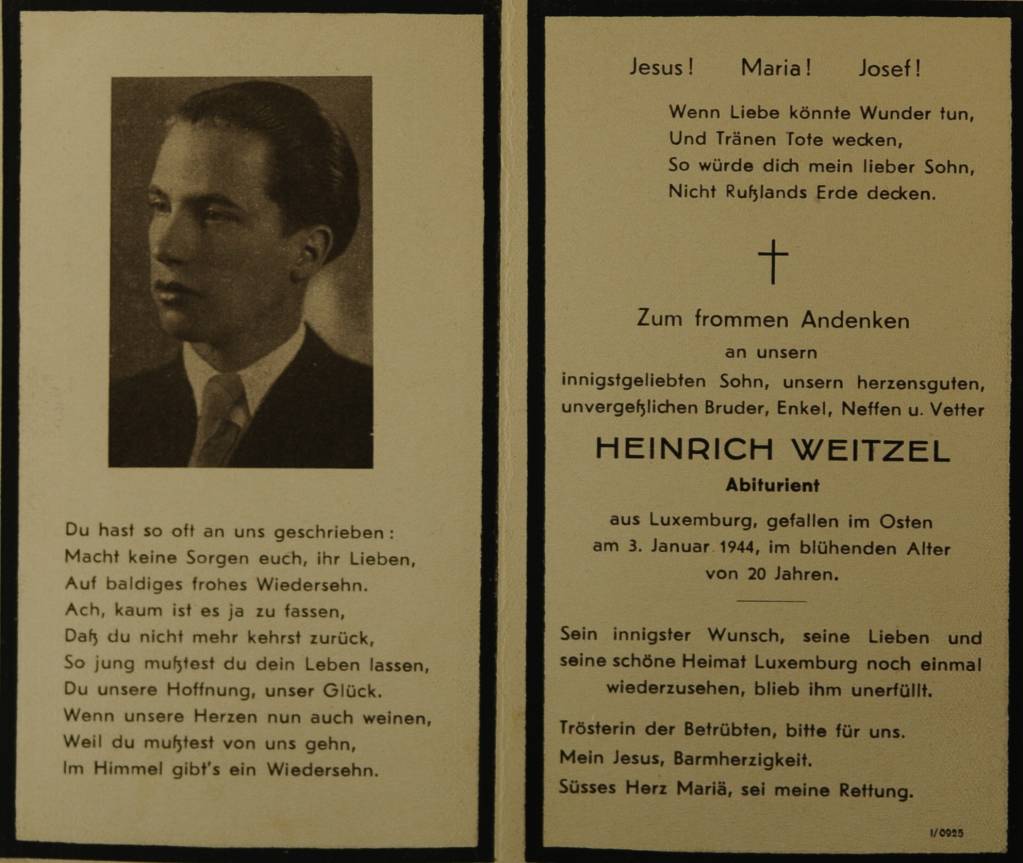 Du hast so oft an uns geschrieben:
Macht keine Sorgen euch, ihr Lieben,
Auf baldiges frohes Wiedersehn.
Ach, kaum ist es ja zu fassen,
Daß du nicht mehr kehrst zurück,
So jung mußtest du dein Leben lassen,
Du unsere Hoffnung, unser Glück.
Wenn unsere Herzen nun auch weinen,
Weil du mußtest von uns gehn,
Im Himmel gibt's ein Wiedersehn.
Jesus! Maria! Josef!
Wenn Liebe könnte Wunder tun,
Und Tränen Tote wecken,
So würde dich mein lieber Sohn,
Nicht Rußlands Erde decken.
Zum frommen Andenken
an unsern
innigstgeliebten Sohn, unsern herzensguten,
unvergeßlichen Bruder, Enkel, Neffen u. Vetter
HEINRICH WEITZEL
Abiturient
aus Luxemburg, gefallen im Osten
am 3. Januar 1944, im blühenden Alter
von 20 Jahren.
Sein innigster Wunsch, seine Lieben und
seine schöne Heimat Luxemburg noch einmal
wiederzusehen, blieb ihm unerfüllt.
Trösterin der Betrübten, bitte für uns.
Mein Jesus, Barmherzigkeit.
Süsses Herz Mariä, sei meine Rettung.
I/0925